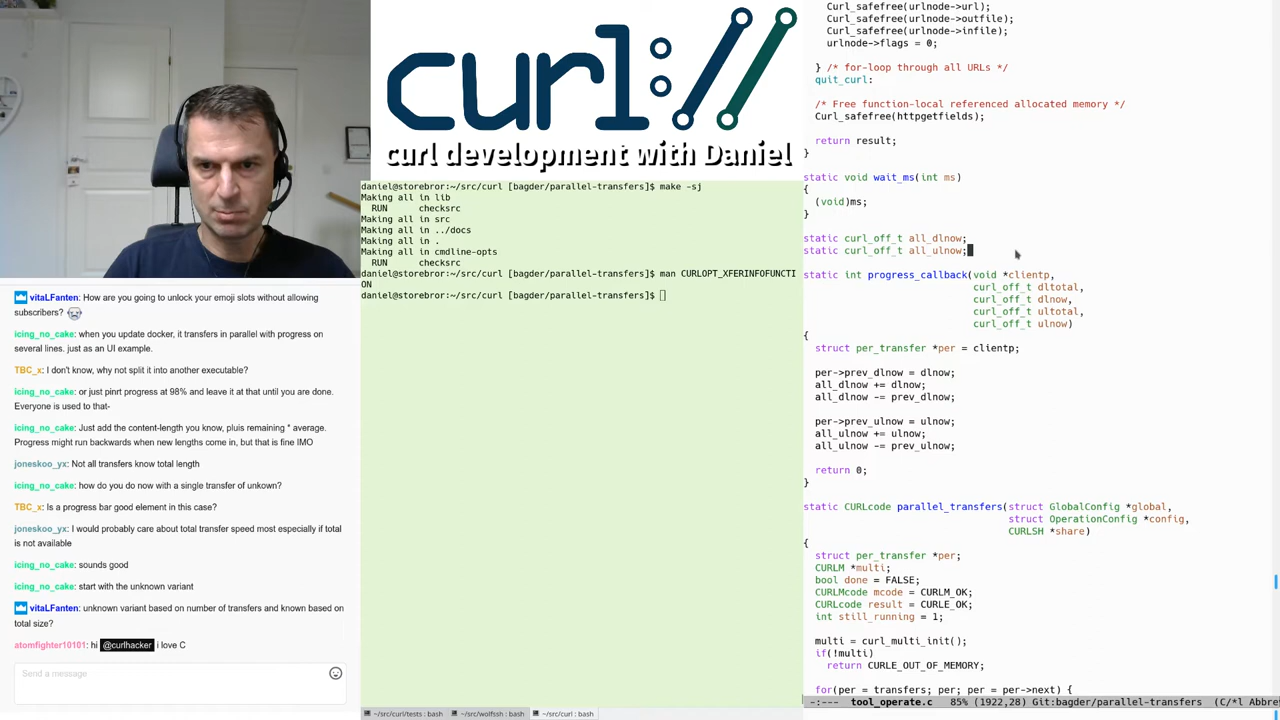 curl://
curl development with Daniel
vitaLFanten: How are you going to unlock your emoji slots without allowing
subscribers?
icing_no_cake: when you update docker, it transfers in parallel with progress on
several lines. just as an UI example.
TBC_x: I don't know, why not split it into another executable?
icing_no_cake: or just pinrt progress at 98% and leave it at that until you are done.
Everyone is used to that-
icing_no_cake: Just add the content-length you know, pluis remaining * average.
Progress might run backwards when new lengths come in, but that is fine IMO
joneskoo_yx: Not all transfers know total length
icing_no_cake: how do you do now with a single transfer of unkown?
TBC_x: Is a progress bar good element in this case?
joneskoo_yx: I would probably care about total transfer speed most especially if total
is not available
icing_no_cake: sounds good
icing_no_cake: start with the unknown variant
vitaLFanten: unknown variant based on number of transfers and known based on
total size?
atomfighter10101: hi @curlhacker i love C
Send a message
daniel@storebror:~/src/curl [bagder/parallel-transfers]$ make -sj
Making all in lib
RUN checksrc
Making all in src
Making all in ../docs
Making all in .
Making all in cmdline-opts
RUN checksrc
daniel@storebror:~/src/curl [bagder/parallel-transfers]$ man CURLOPT_XFERINFOFUNCTI
ON
daniel@storebror:~/src/curl [bagder/parallel-transfers]$
~/src/curl/tests : bash ~/src/wolfssh : bash ~/src/curl : bash
Curl_safefree(urlnode->url);
Curl_safefree(urlnode->outfile);
Curl_safefree(urlnode->infile);
urlnode->flags = 0;
} /* for-loop through all URLs */
quit_curl:
/* Free function-local referenced allocated memory */
Curl_safefree(httpgetfields);
return result;
}
static void wait_ms(int ms)
{
(void)ms;
}
static curl_off_t all_dlnow;
static curl_off_t all_ulnow;
static int progress_callback(void *clientp,
curl_off_t dltotal,
curl_off_t dlnow,
curl_off_t ultotal,
curl_off_t ulnow)
{
struct per_transfer *per = clientp;
per->prev_dlnow = dlnow;
all_dlnow += dlnow;
all_dlnow -= prev_dlnow;
per->prev_ulnow = ulnow;
all_ulnow += ulnow;
all_ulnow -= prev_ulnow;
return 0;
}
static CURLcode parallel_transfers(struct GlobalConfig *global,
struct OperationConfig *config,
CURLSH *share)
{
struct per_transfer *per;
CURLM *multi;
bool done = FALSE;
CURLMcode mcode = CURLM_OK;
CURLcode result = CURLE_OK;
int still_running = 1;
multi = curl_multi_init();
if(!multi)
return CURLE_OUT_OF_MEMORY;
for(per = transfers; per; per = per->next) {
-:--- tool_operate.c 85% (1922,28) Git:bagder/parallel-transfers (C/*l Abbre